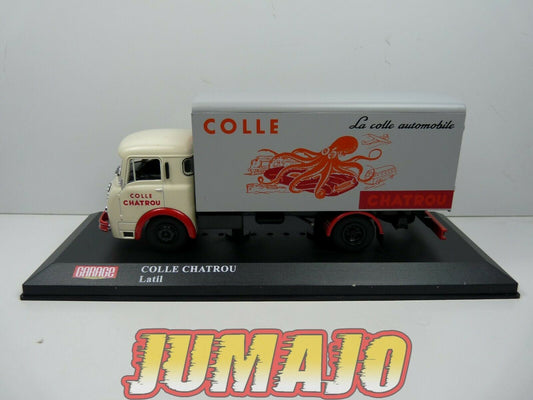 COLLE
La colle automobile
CHATROU
COLLE
CHATROU
GARAGE
COLLE CHATROU
Latil
JUMAJO